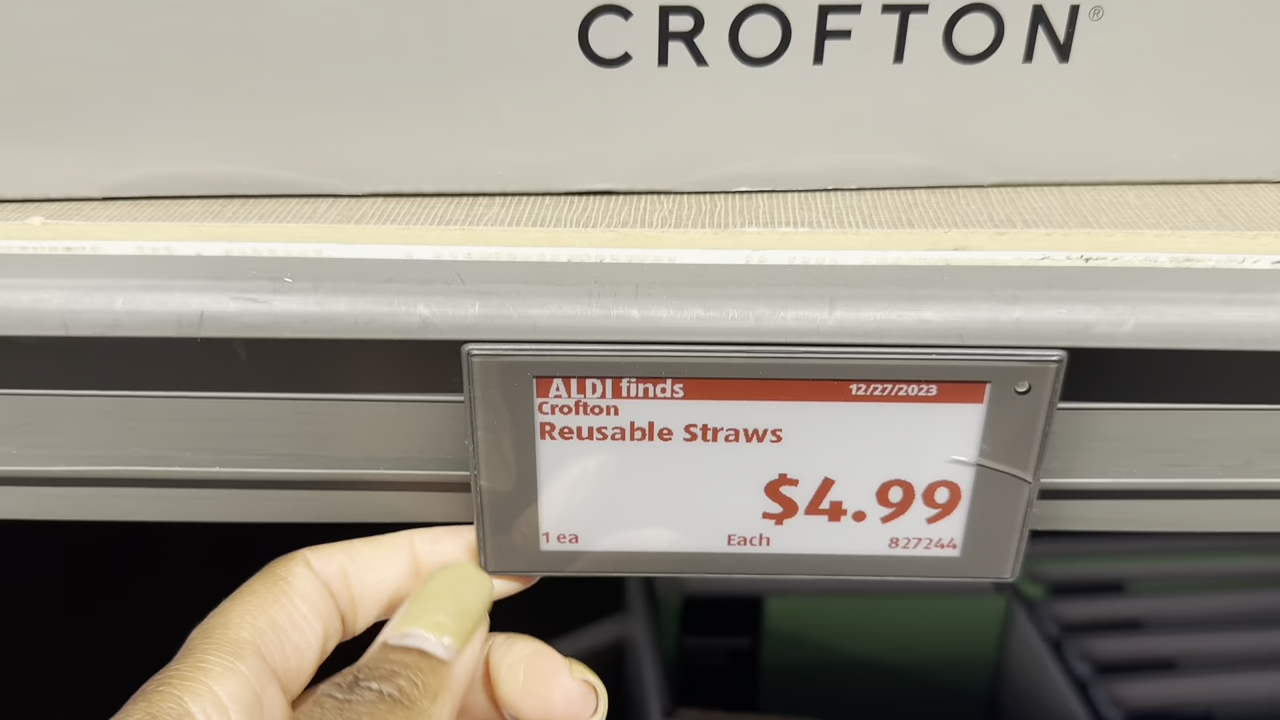 CROFTON®
ALDI finds 12/27/2023
Crofton
Reusable Straws
$4.99
1 ea Each 827244